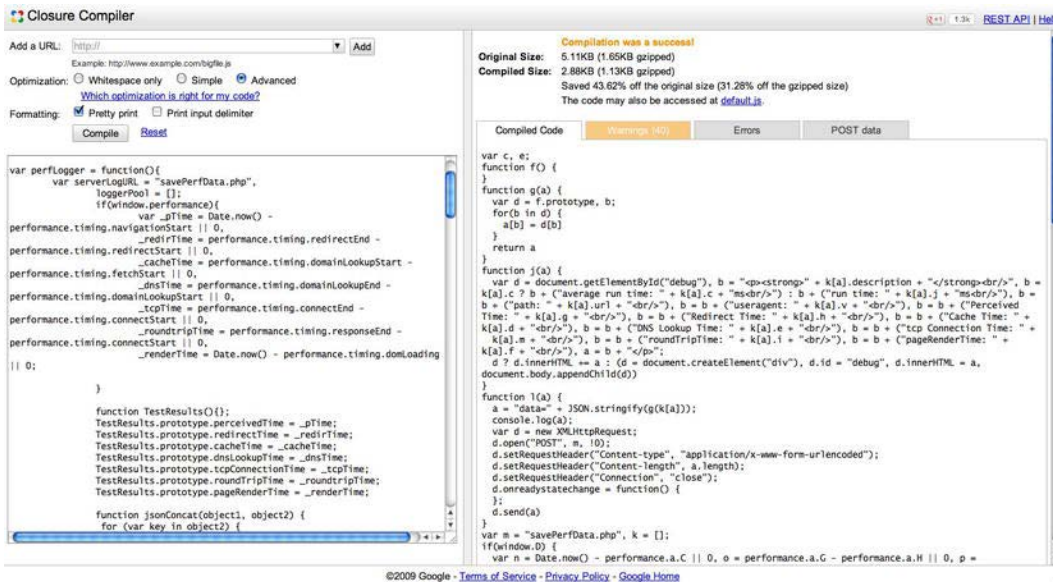 Closure Compiler
+1 1.3k REST API | Hel
Add a URL: http:// Add
Example: http://www.example.com/bigfile.js
Optimization: Whitespace only Simple Advanced
Which optimization is right for my code?
Formatting: Pretty print Print input delimiter
Compile Reset
var perfLogger = function(){
var serverLogURL = "savePerfData.php",
loggerPool = [];
if(window.performance){
var _pTime = Date.now() -
performance.timing.navigationStart || 0,
_redirTime = performance.timing.redirectEnd -
performance.timing.redirectStart || 0,
_cacheTime = performance.timing.domainLookupStart -
performance.timing.fetchStart || 0,
_dnsTime = performance.timing.domainLookupEnd -
performance.timing.domainLookupStart || 0,
_tcpTime = performance.timing.connectEnd -
performance.timing.connectStart || 0,
_roundtripTime = performance.timing.responseEnd -
performance.timing.connectStart || 0,
_renderTime = Date.now() - performance.timing.domLoading
|| 0;
}
function TestResults(){};
TestResults.prototype.perceivedTime = _pTime;
TestResults.prototype.redirectTime = _redirTime;
TestResults.prototype.cacheTime = _cacheTime;
TestResults.prototype.dnsLookupTime = _dnsTime;
TestResults.prototype.tcpConnectionTime = _tcpTime;
TestResults.prototype.roundTripTime = _roundtripTime;
TestResults.prototype.pageRenderTime = _renderTime;
function jsonConcat(object1, object2) {
for (var key in object2) {
Compilation was a success!
Original Size: 5.11KB (1.65KB gzipped)
Compiled Size: 2.88KB (1.13KB gzipped)
Saved 43.62% off the original size (31.28% off the gzipped size)
The code may also be accessed at default.js.
Compiled Code Warnings (40) Errors POST data
var c, e;
function f() {
}
function g(a) {
var d = f.prototype, b;
for(b in d) {
a[b] = d[b]
}
return a
}
function j(a) {
var d = document.getElementById("debug"), b = "<p><strong>" + k[a].description + "</strong><br/>", b =
k[a].c ? b + ("average run time: " + k[a].c + "ms<br/>") : b + ("run time: " + k[a].j + "ms<br/>"), b =
b + ("path: " + k[a].url + "<br/>"), b = b + ("useragent: " + k[a].v + "<br/>"), b = b + ("Perceived
Time: " + k[a].g + "<br/>"), b = b + ("Redirect Time: " + k[a].h + "<br/>"), b = b + ("Cache Time: " +
k[a].d + "<br/>"), b = b + ("DNS Lookup Time: " + k[a].e + "<br/>"), b = b + ("tcp Connection Time: " +
k[a].m + "<br/>"), b = b + ("roundTripTime: " + k[a].i + "<br/>"), b = b + ("pageRenderTime: " +
k[a].f + "<br/>"), a = b + "</p>";
d ? d.innerHTML += a : (d = document.createElement("div"), d.id = "debug", d.innerHTML = a,
document.body.appendChild(d))
}
function l(a) {
a = "data=" + JSON.stringify(g(k[a]));
console.log(a);
var d = new XMLHttpRequest;
d.open("POST", m, !0);
d.setRequestHeader("Content-type", "application/x-www-form-urlencoded");
d.setRequestHeader("Content-length", a.length);
d.setRequestHeader("Connection", "close");
d.onreadystatechange = function() {
};
d.send(a)
}
var m = "savePerfData.php", k = [];
if(window.D) {
var n = Date.now() - performance.a.C || 0, o = performance.a.G - performance.a.H || 0, p =
©2009 Google - Terms of Service - Privacy Policy - Google Home